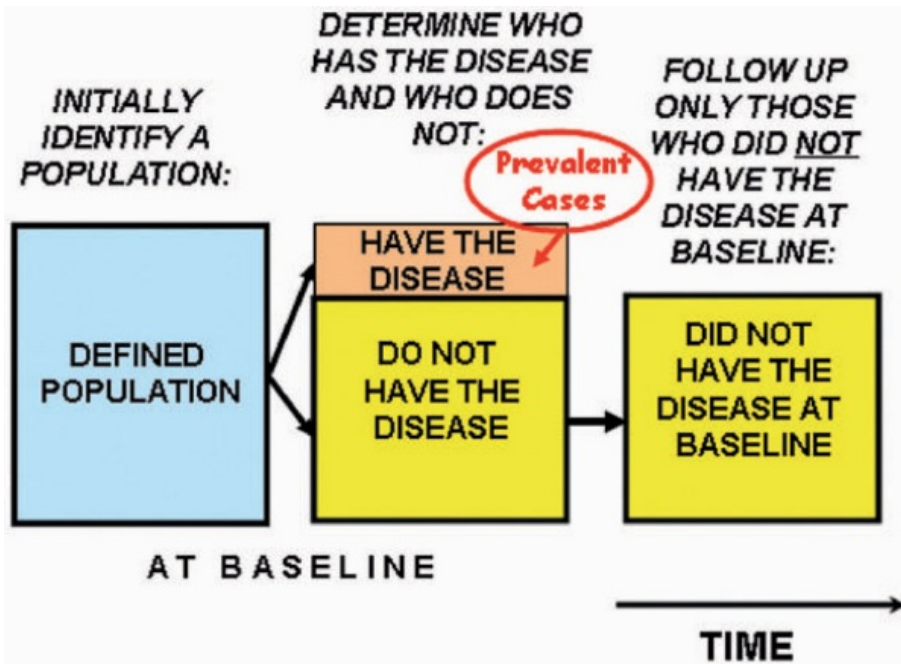 INITIALLY
IDENTIFY A
POPULATION:
DEFINED
POPULATION
DETERMINE WHO
HAS THE DISEASE
AND WHO DOES
NOT:
Prevalent
Cases
HAVE THE
DISEASE
DO NOT
HAVE THE
DISEASE
FOLLOW UP
ONLY THOSE
WHO DID NOT
HAVE THE
DISEASE AT
BASELINE:
DID NOT
HAVE THE
DISEASE AT
BASELINE
AT BASELINE
TIME